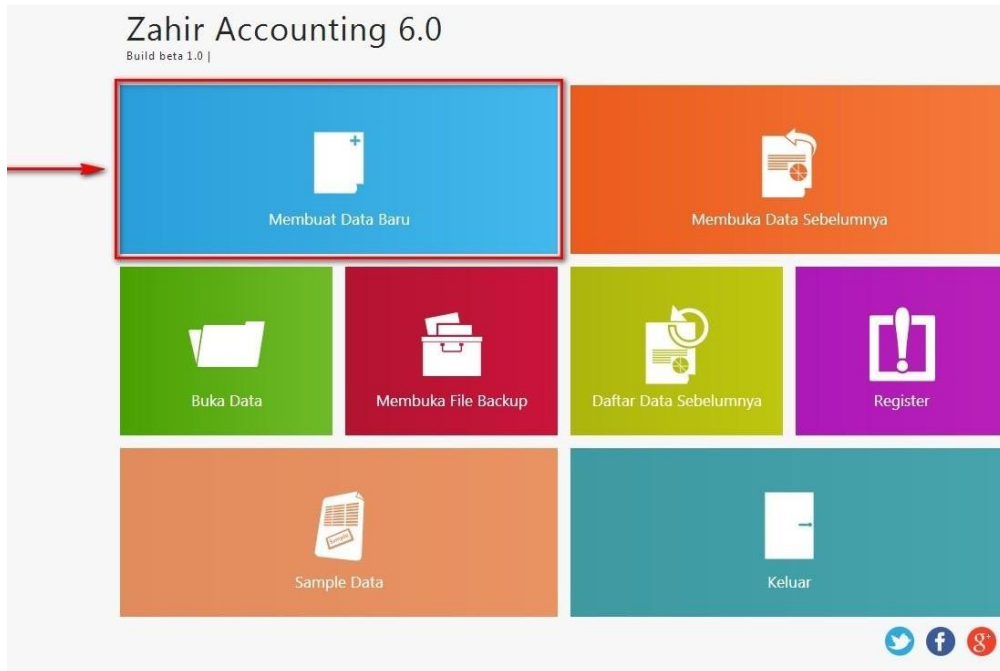 Zahir Accounting 6.0
Build beta 1.0 |
Membuat Data Baru
Membuka Data Sebelumnya
Buka Data
Membuka File Backup
Daftar Data Sebelumnya
Register
Sample
Sample Data
Keluar